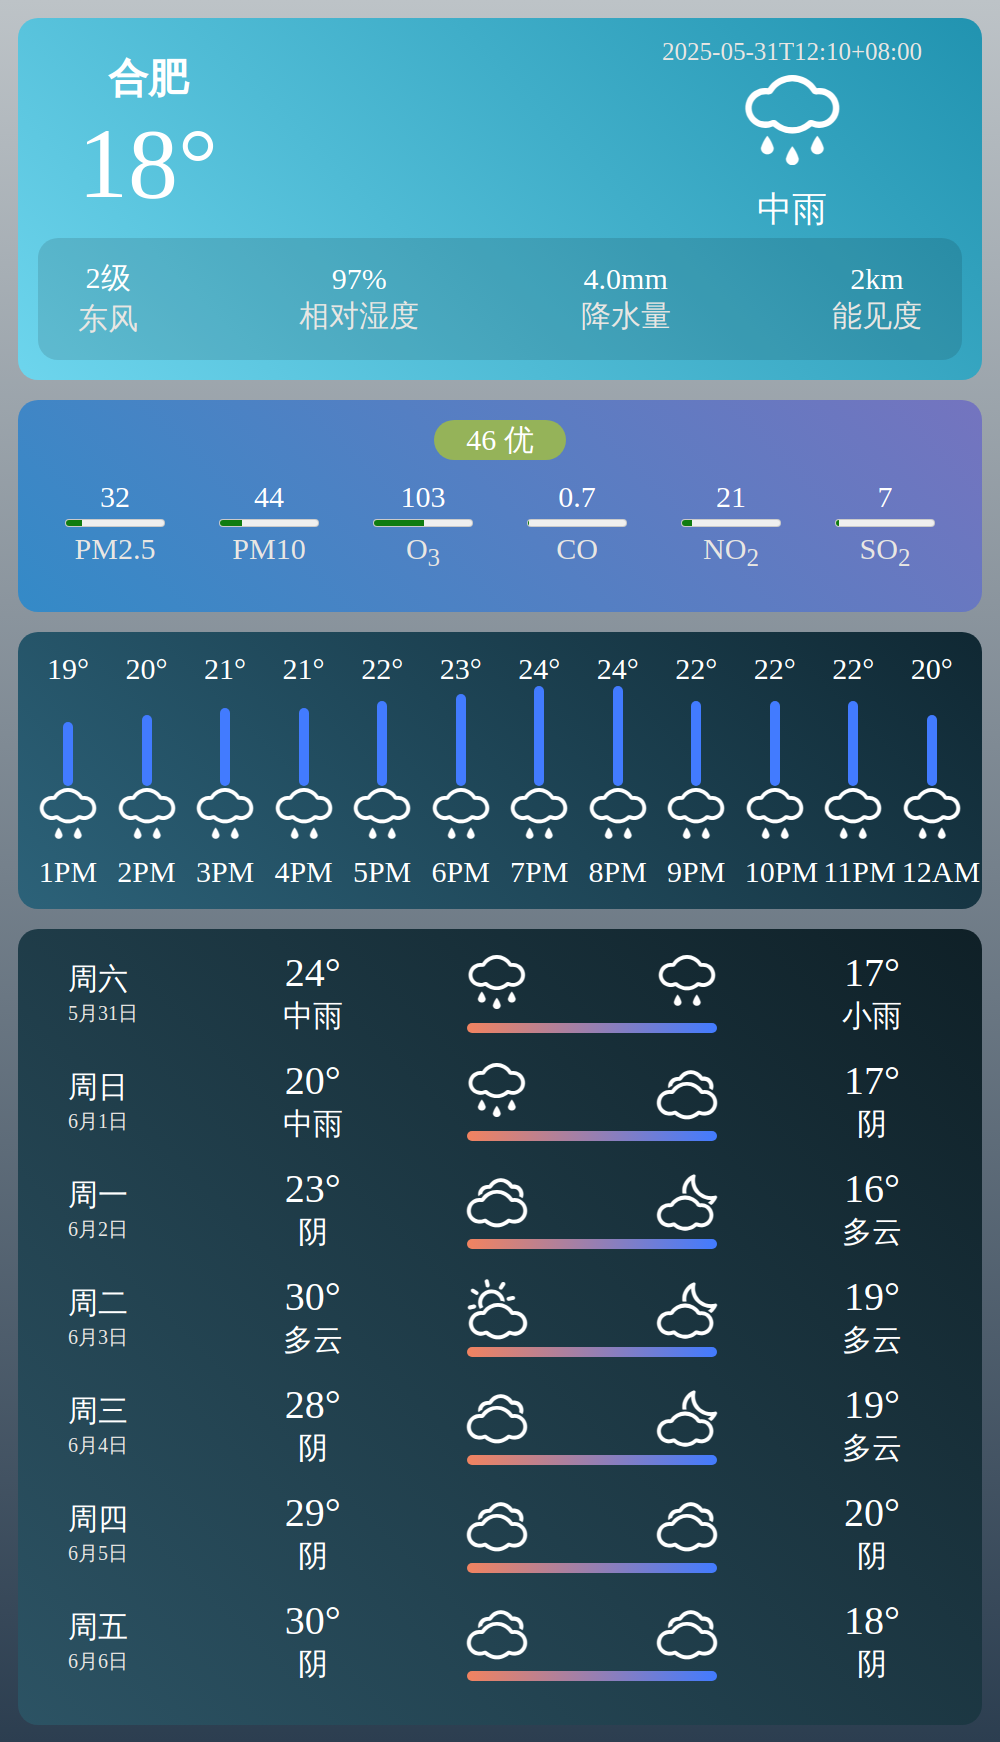 合肥
18°
2025-05-31T12:10+08:00
中雨
2级 97% 4.0mm 2km
东风 相对湿度 降水量 能见度
46 优
32 44 103 0.7 21 7
PM2.5 PM10 O3 CO NO2 SO2
19° 20° 21° 21° 22° 23° 24° 24° 22° 22° 22° 20°
1PM 2PM 3PM 4PM 5PM 6PM 7PM 8PM 9PM 10PM 11PM 12AM
周六 24° 17°
5月31日 中雨 小雨
周日 20° 17°
6月1日 中雨 阴
周一 23° 16°
6月2日 阴 多云
周二 30° 19°
6月3日 多云 多云
周三 28° 19°
6月4日 阴 多云
周四 29° 20°
6月5日 阴 阴
周五 30° 18°
6月6日 阴 阴